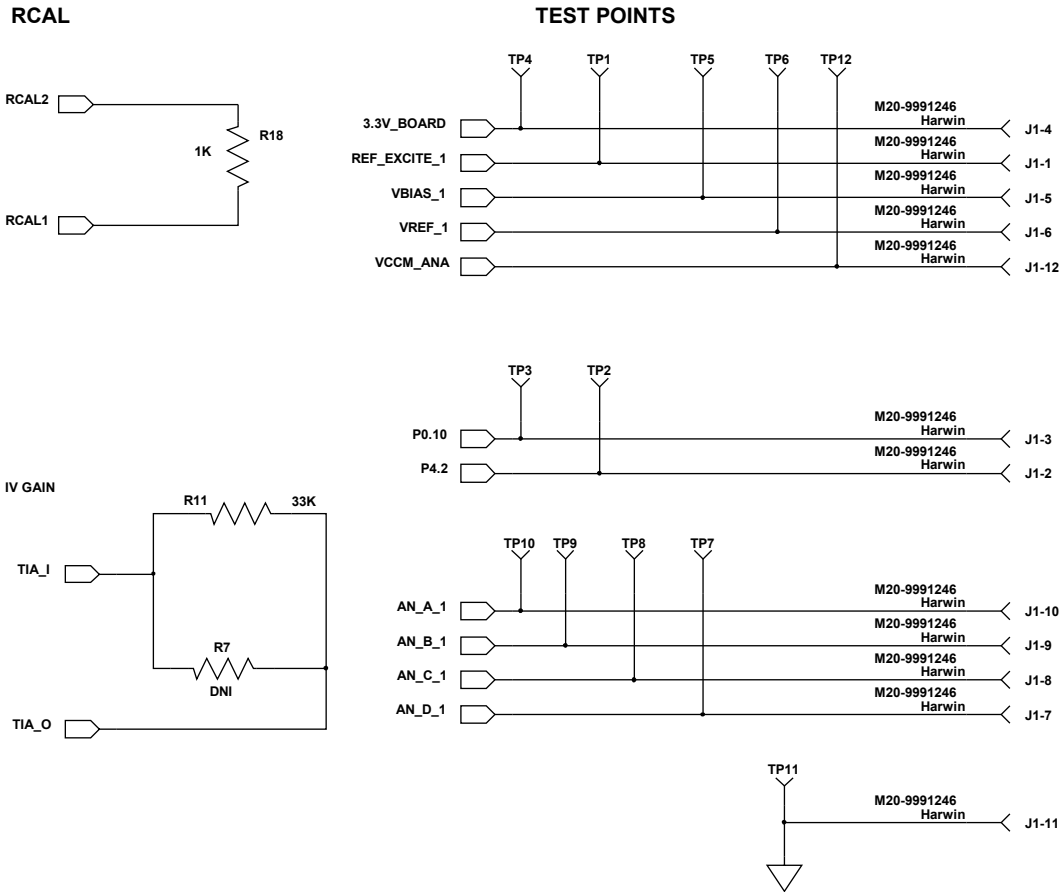 RCAL
TEST POINTS
RCAL2
R18
1K
RCAL1
TP4 TP1 TP5 TP6 TP12
M20-9991246
3.3V_BOARD Harwin J1-4
M20-9991246
REF_EXCITE_1 Harwin J1-1
M20-9991246
VBIAS_1 Harwin J1-5
M20-9991246
VREF_1 Harwin J1-6
M20-9991246
VCCM_ANA Harwin J1-12
TP3 TP2
M20-9991246
P0.10 Harwin J1-3
M20-9991246
P4.2 Harwin J1-2
IV GAIN
R11 33K
TIA_I
R7
DNI
TIA_O
TP10 TP9 TP8 TP7
M20-9991246
AN_A_1 Harwin J1-10
M20-9991246
AN_B_1 Harwin J1-9
M20-9991246
AN_C_1 Harwin J1-8
M20-9991246
AN_D_1 Harwin J1-7
TP11
M20-9991246
Harwin J1-11